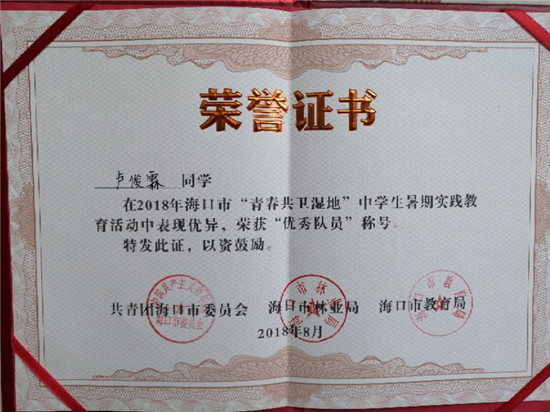 荣誉证书
卢俊霖 同学
在2018年海口市“青春共卫湿地”中学生暑期实践教
育活动中表现优异，荣获“优秀队员”称号。
特发此证，以资鼓励。
共青团海口市委员会 海口市林业局 海口市教育局
2018年8月